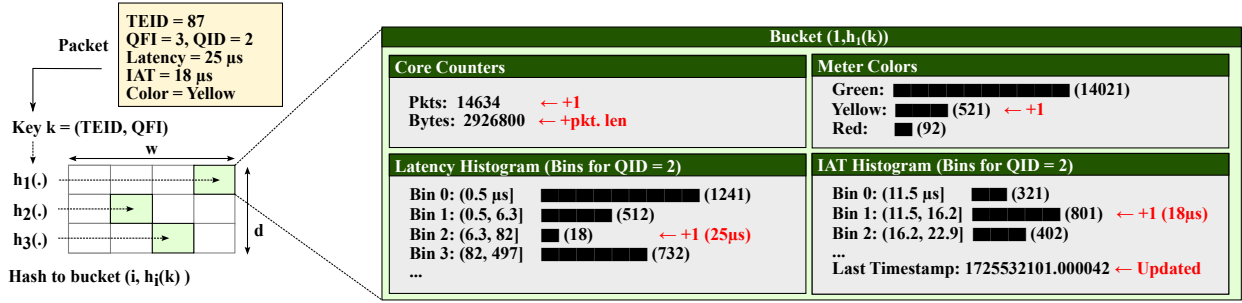 Packet
TEID = 87
QFI = 3, QID = 2
Latency = 25 µs
IAT = 18 µs
Color = Yellow
Key k = (TEID, QFI)
w
h1(.)
h2(.)
h3(.)
d
Hash to bucket (i, hi(k) )
Bucket (1,h1(k))
Core Counters
Pkts: 14634 ← +1
Bytes: 2926800 ← +pkt. len
Meter Colors
Green: (14021)
Yellow: (521) ← +1
Red: (92)
Latency Histogram (Bins for QID = 2)
Bin 0: (0.5 µs] (1241)
Bin 1: (0.5, 6.3] (512)
Bin 2: (6.3, 82] (18) ← +1 (25µs)
Bin 3: (82, 497] (732)
...
IAT Histogram (Bins for QID = 2)
Bin 0: (11.5 µs] (321)
Bin 1: (11.5, 16.2] (801) ← +1 (18µs)
Bin 2: (16.2, 22.9] (402)
...
Last Timestamp: 1725532101.000042 ← Updated